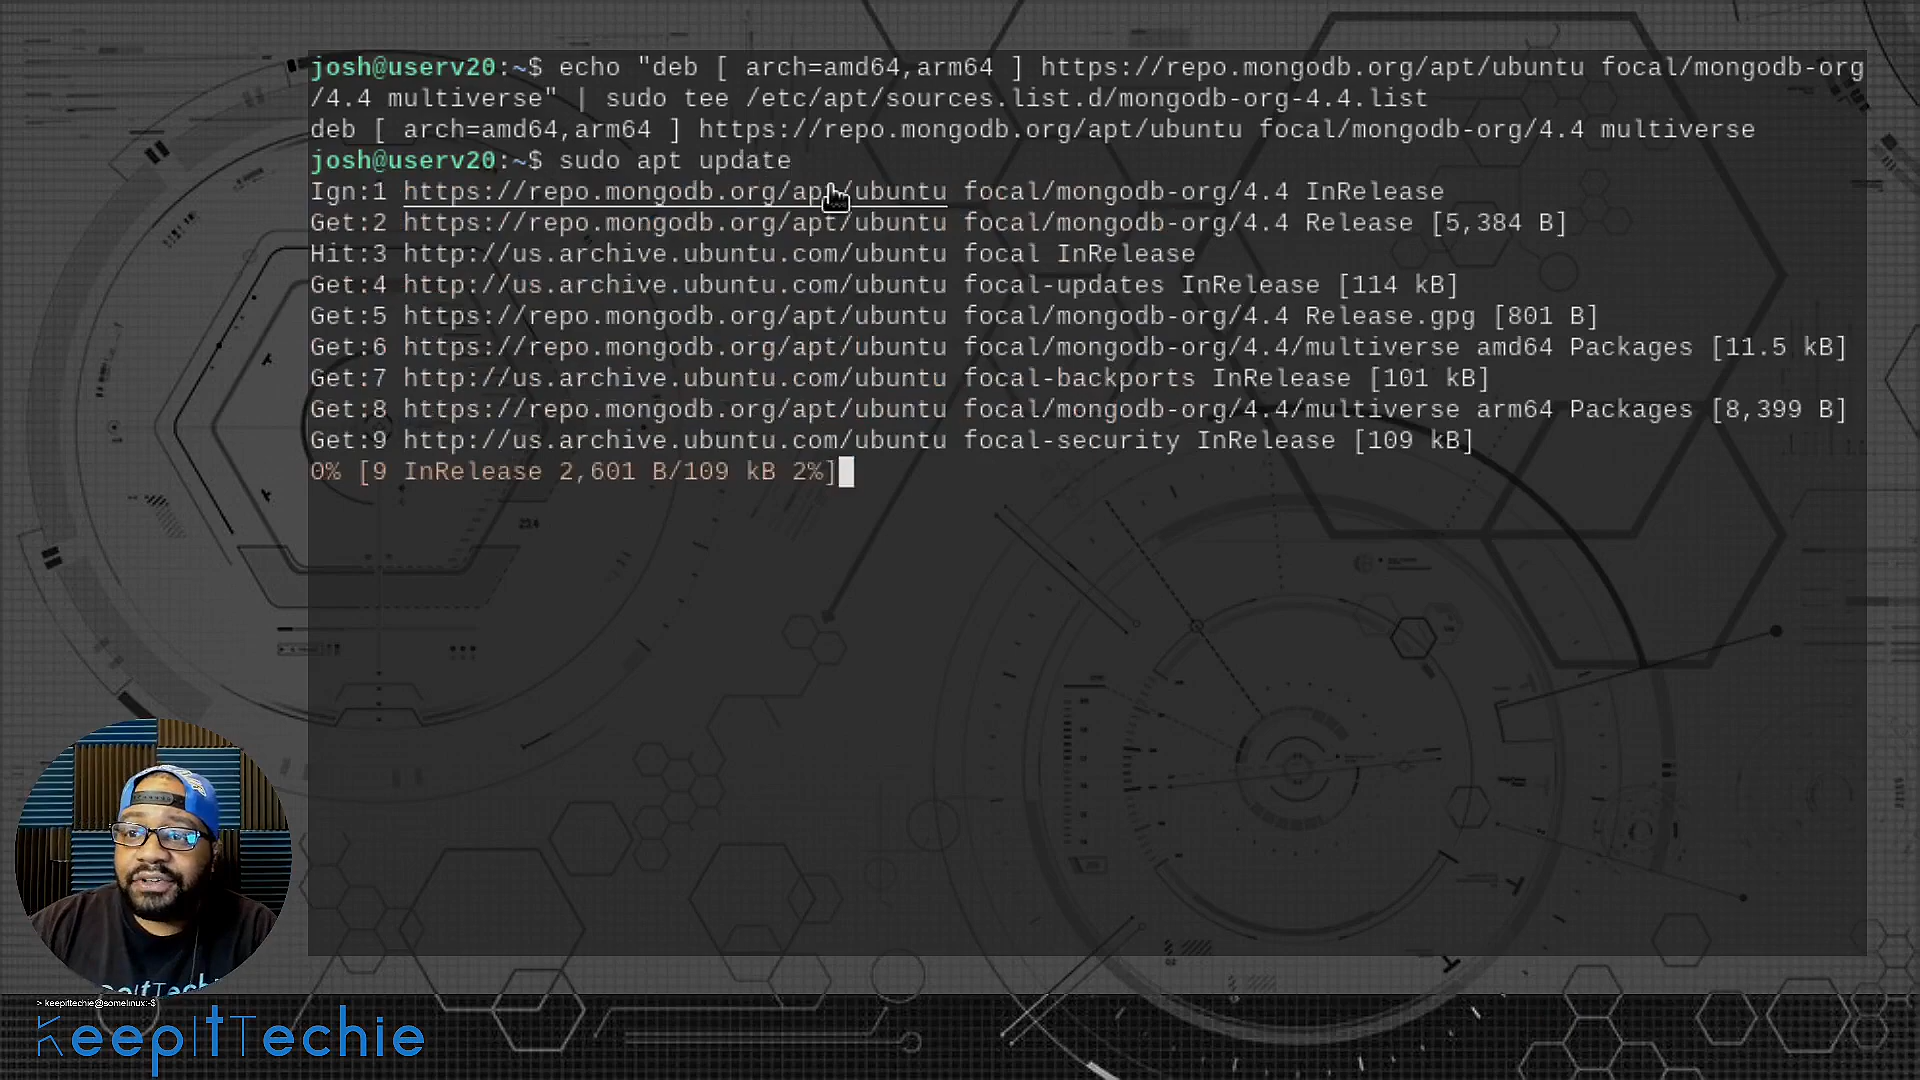 josh@userv20:~$ echo "deb [ arch=amd64,arm64 ] https://repo.mongodb.org/apt/ubuntu focal/mongodb-org
/4.4 multiverse" | sudo tee /etc/apt/sources.list.d/mongodb-org-4.4.list
deb [ arch=amd64,arm64 ] https://repo.mongodb.org/apt/ubuntu focal/mongodb-org/4.4 multiverse
josh@userv20:~$ sudo apt update
Ign:1 https://repo.mongodb.org/apt/ubuntu focal/mongodb-org/4.4 InRelease
Get:2 https://repo.mongodb.org/apt/ubuntu focal/mongodb-org/4.4 Release [5,384 B]
Hit:3 http://us.archive.ubuntu.com/ubuntu focal InRelease
Get:4 http://us.archive.ubuntu.com/ubuntu focal-updates InRelease [114 kB]
Get:5 https://repo.mongodb.org/apt/ubuntu focal/mongodb-org/4.4 Release.gpg [801 B]
Get:6 https://repo.mongodb.org/apt/ubuntu focal/mongodb-org/4.4/multiverse amd64 Packages [11.5 kB]
Get:7 http://us.archive.ubuntu.com/ubuntu focal-backports InRelease [101 kB]
Get:8 https://repo.mongodb.org/apt/ubuntu focal/mongodb-org/4.4/multiverse arm64 Packages [8,399 B]
Get:9 http://us.archive.ubuntu.com/ubuntu focal-security InRelease [109 kB]
0% [9 InRelease 2,601 B/109 kB 2%]
> keepittechie@somelinux:~$
KeepItTechie